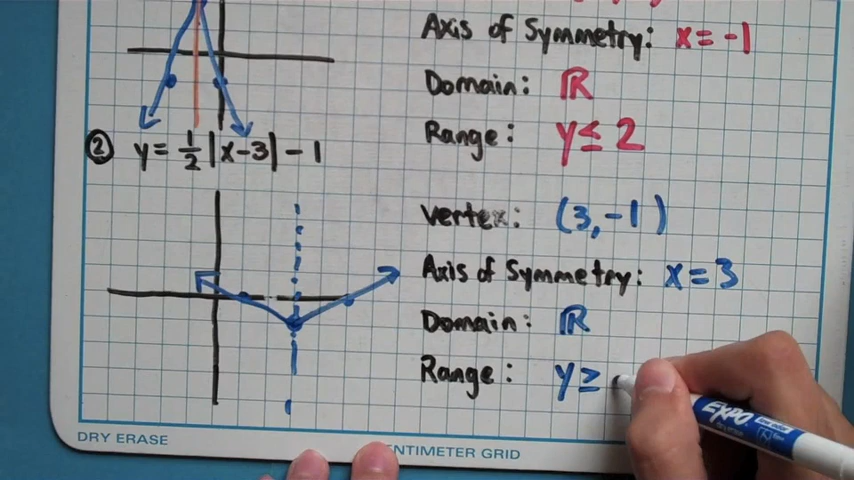 Axis of Symmetry: x = -1
Domain: ℝ
Range: y ≤ 2
② y = 1/2 |x-3| - 1
Vertex: (3, -1)
Axis of Symmetry: x = 3
Domain: ℝ
Range: y ≥
EXPO
DRY ERASE
CENTIMETER GRID